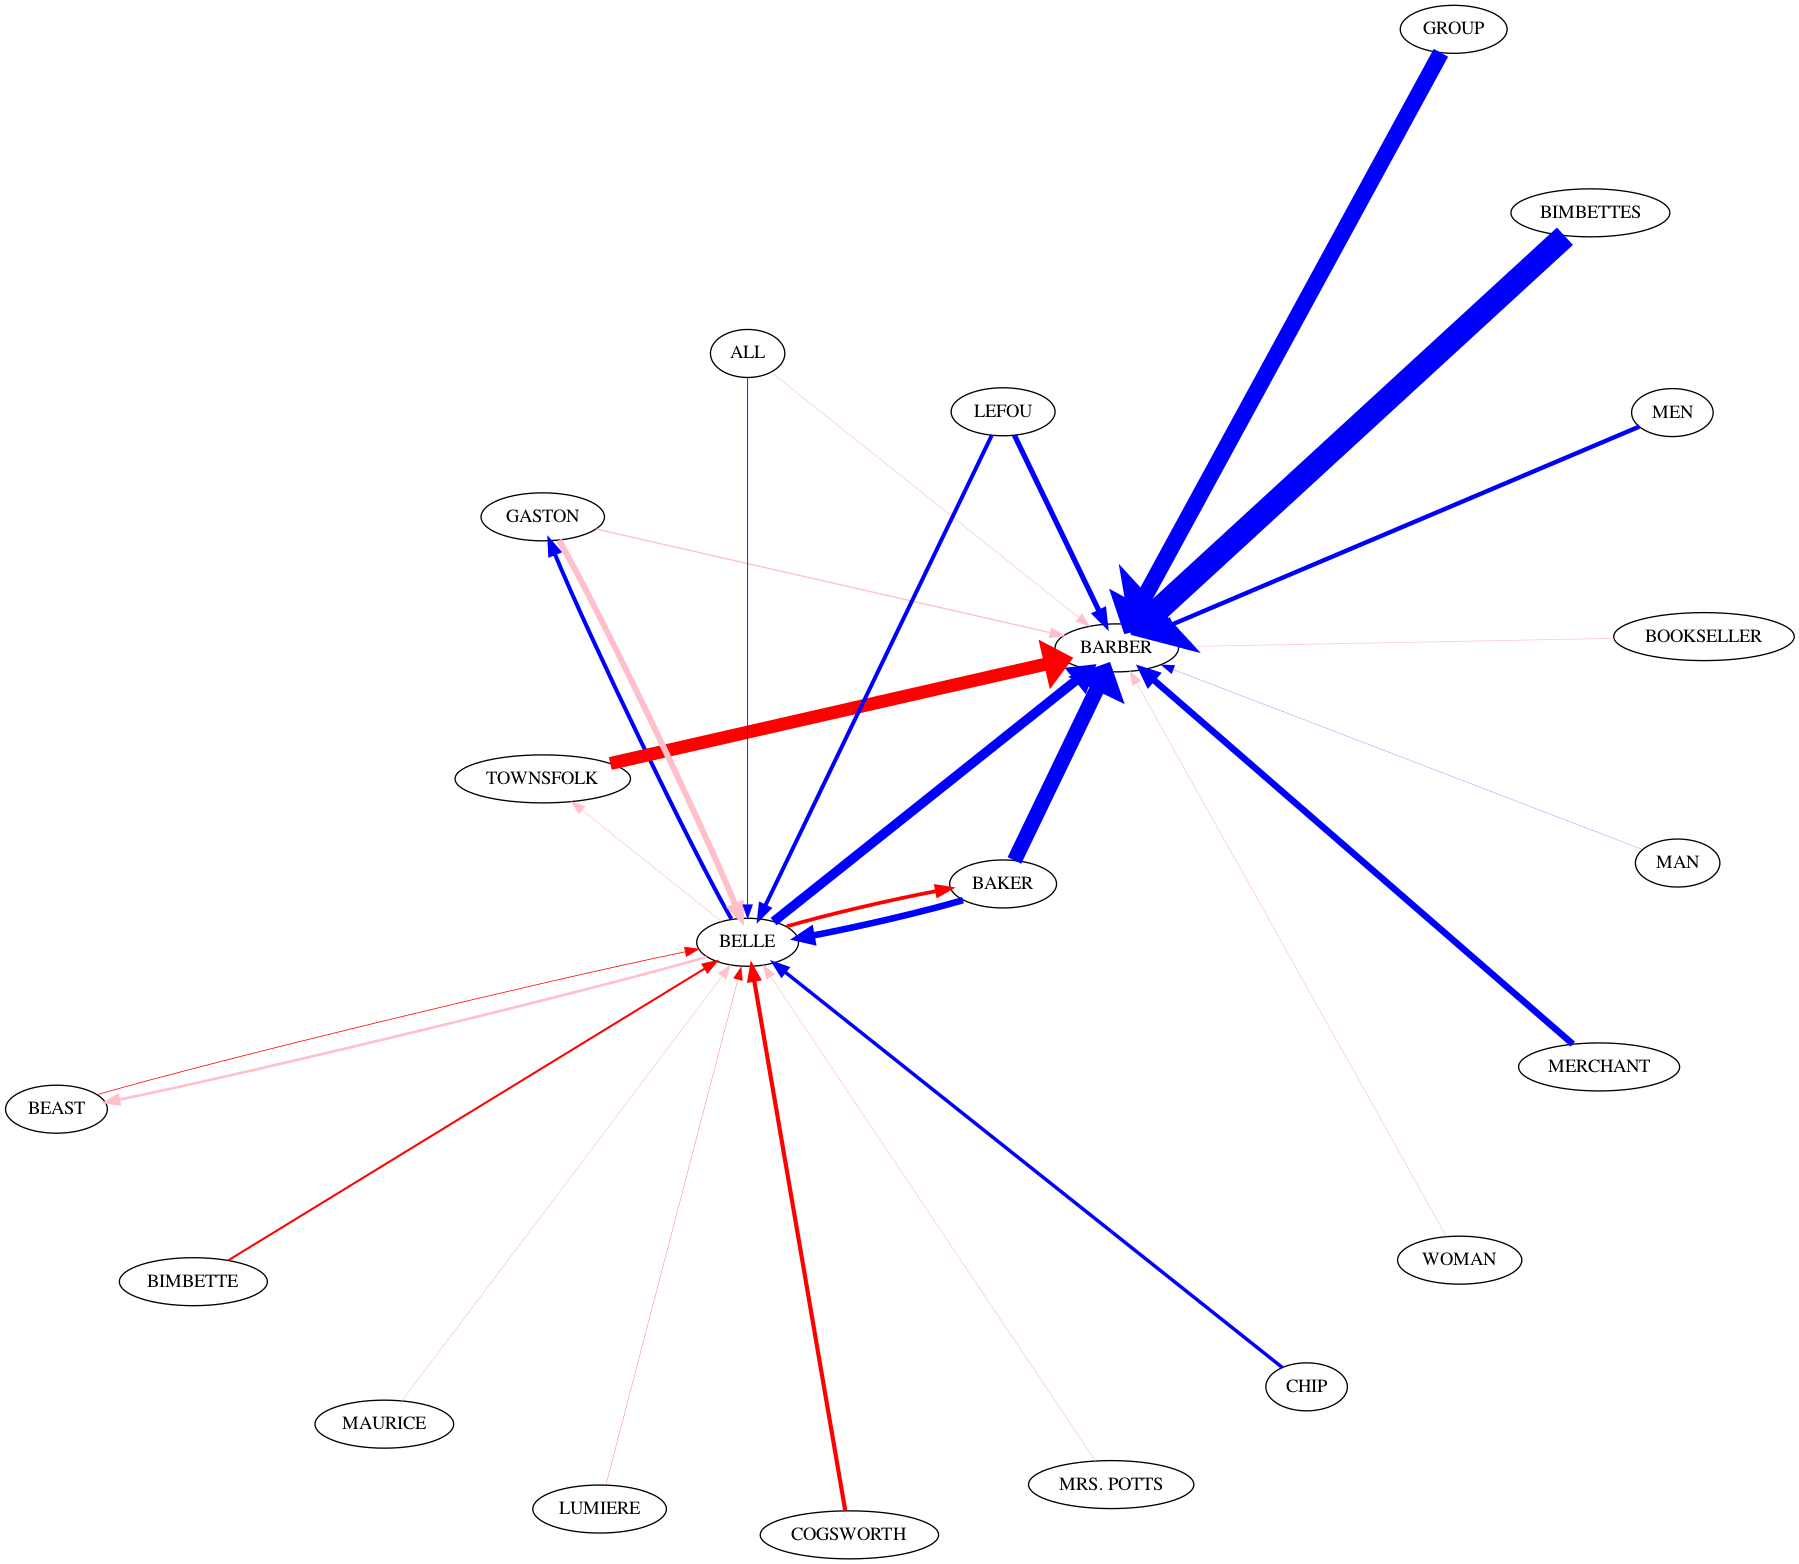 GROUP
BIMBETTES
ALL
LEFOU
MEN
GASTON
BOOKSELLER
BARBER
TOWNSFOLK
MAN
BAKER
BELLE
MERCHANT
BEAST
WOMAN
BIMBETTE
CHIP
MAURICE
MRS. POTTS
LUMIERE
COGSWORTH